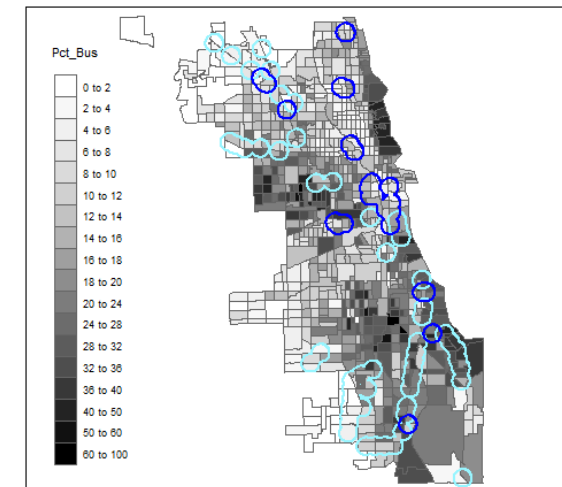 Pct_Bus
0 to 2
2 to 4
4 to 6
6 to 8
8 to 10
10 to 12
12 to 14
14 to 16
16 to 18
18 to 20
20 to 24
24 to 28
28 to 32
32 to 36
36 to 40
40 to 50
50 to 60
60 to 100